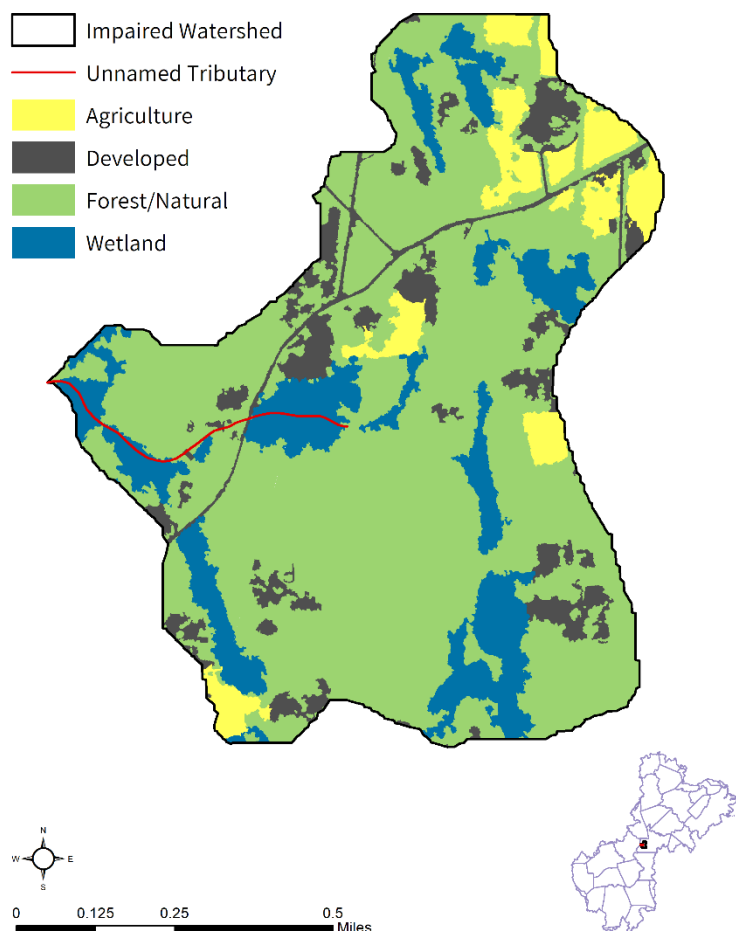 Impaired Watershed
Unnamed Tributary
Agriculture
Developed
Forest/Natural
Wetland
N
W E
S
0 0.125 0.25 0.5
Miles